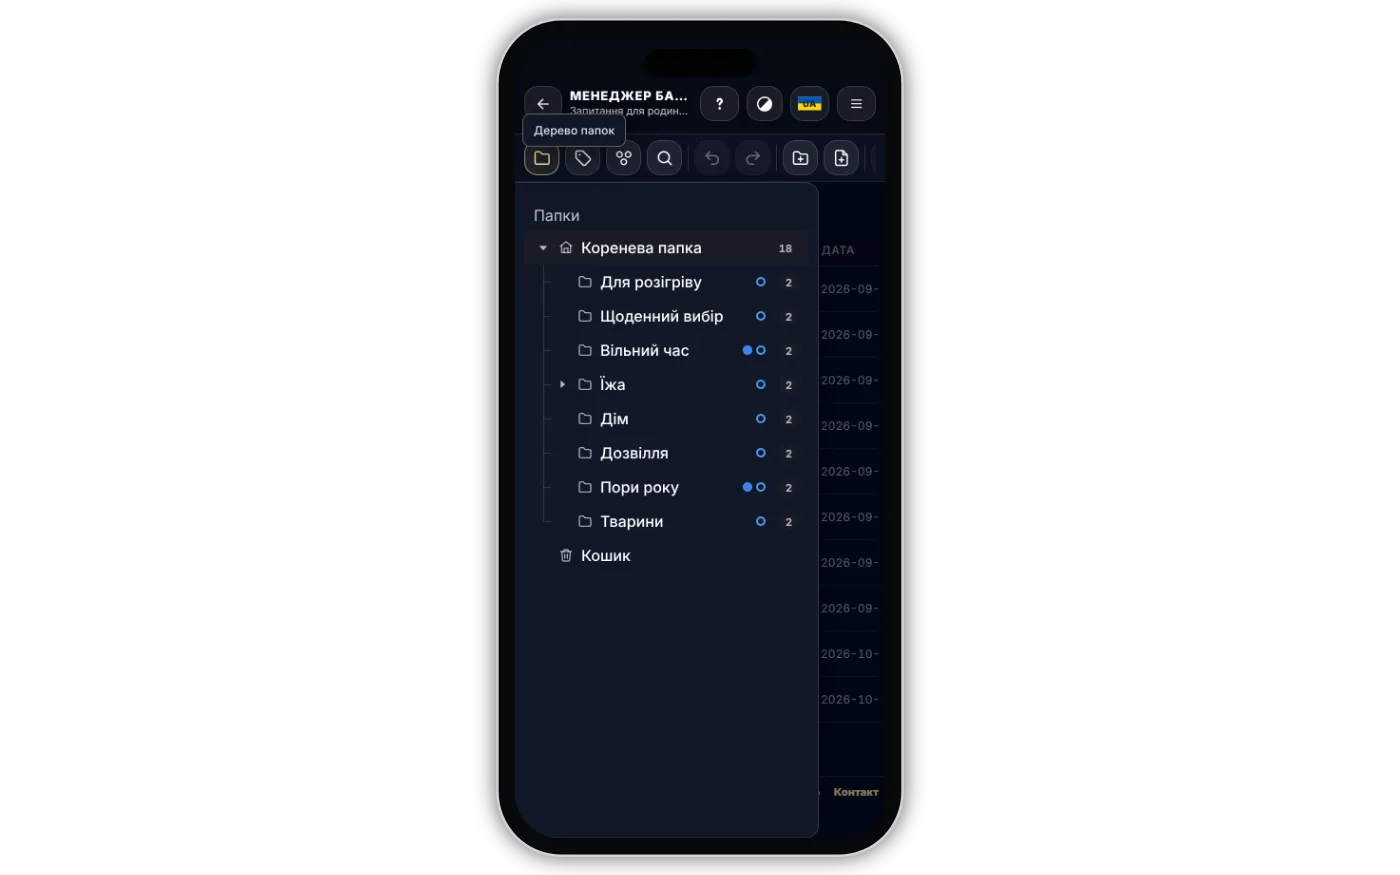 МЕНЕДЖЕР БА...
Запитання для родин...
?
UA
Дерево папок
Папки
Коренева папка 18
Для розігріву 2
Щоденний вибір 2
Вільний час 2
Їжа 2
Дім 2
Дозвілля 2
Пори року 2
Тварини 2
Кошик
ДАТА
2026-09-
2026-09-
2026-09-
2026-09-
2026-09-
2026-09-
2026-09-
2026-09-
2026-10-
2026-10-
Контакт